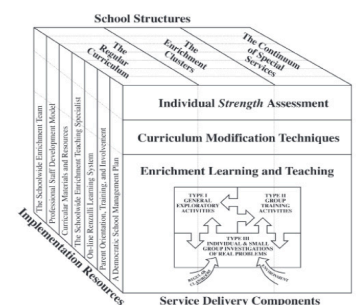 School Structures
The
Regular
Curriculum
The
Enrichment
Clusters
The Continuum
of Special
Services
The Schoolwide Enrichment Team
Professional Staff Development Model
Curricular Materials and Resources
The Schoolwide Enrichment Teaching Specialist
On-line Renzulli Learning System
Parent Orientation, Training, and Involvement
A Democratic School Management Plan
Implementation Resources
Individual Strength Assessment
Curriculum Modification Techniques
Enrichment Learning and Teaching
TYPE I
GENERAL
EXPLORATORY
ACTIVITIES
TYPE II
GROUP
TRAINING
ACTIVITIES
TYPE III
INDIVIDUAL & SMALL
GROUP INVESTIGATIONS
OF REAL PROBLEMS
REGULAR
CURRICULUM
ENVIRONMENT
Service Delivery Components